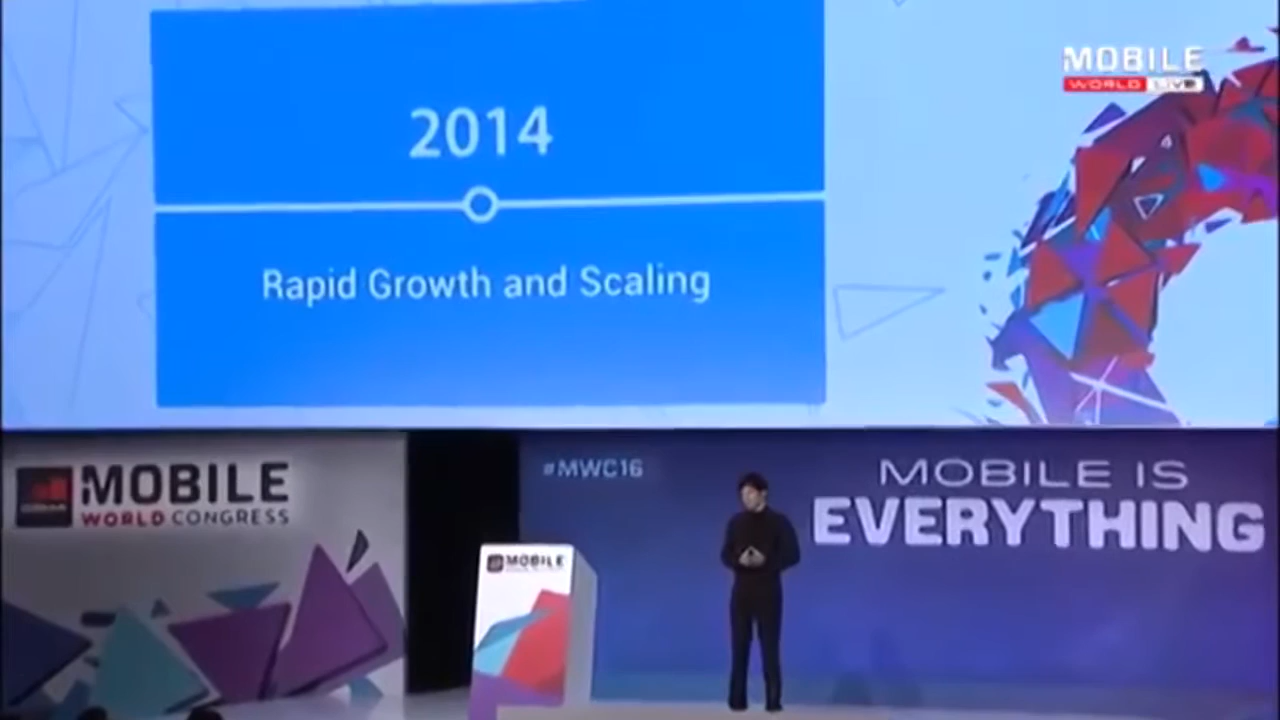 2014
Rapid Growth and Scaling
MOBILE
WORLD LIVE
MOBILE
WORLD CONGRESS
#MWC16
MOBILE IS
EVERYTHING
MOBILE